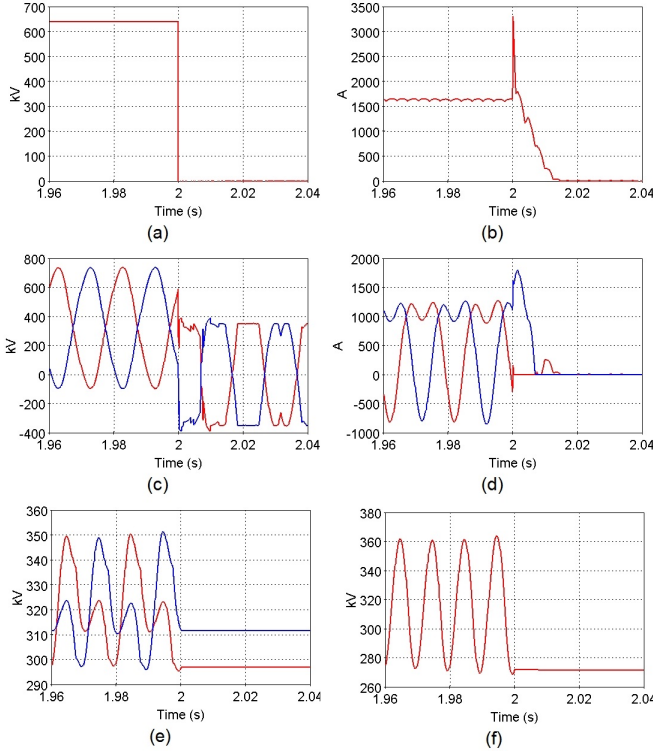 700
600
500
400
300
200
100
0
kV
1.96 1.98 2 2.02 2.04
Time (s)
(a)
3500
3000
2500
2000
1500
1000
500
0
A
1.96 1.98 2 2.02 2.04
Time (s)
(b)
800
600
400
200
0
-200
-400
kV
1.96 1.98 2 2.02 2.04
Time (s)
(c)
2000
1500
1000
500
0
-500
-1000
A
1.96 1.98 2 2.02 2.04
Time (s)
(d)
360
350
340
330
320
310
300
290
kV
1.96 1.98 2 2.02 2.04
Time (s)
(e)
380
360
340
320
300
280
260
kV
1.96 1.98 2 2.02 2.04
Time (s)
(f)